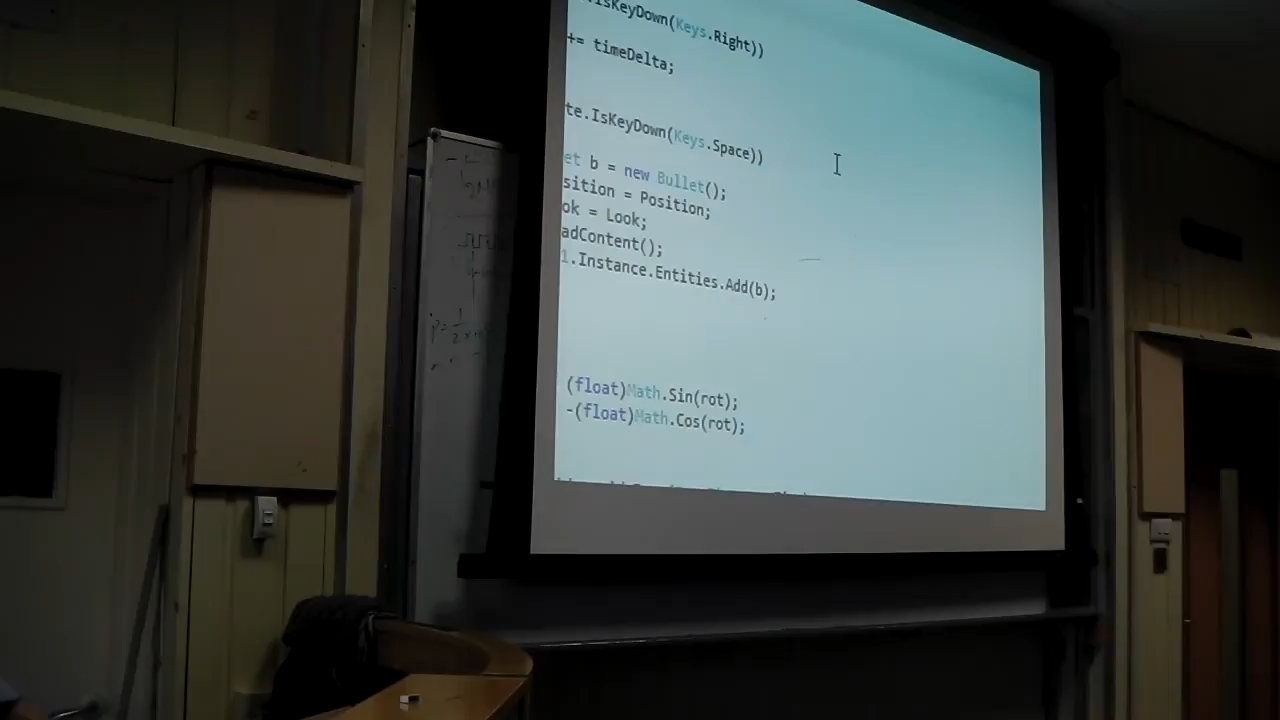 .IsKeyDown(Keys.Right))
+= timeDelta;
te.IsKeyDown(Keys.Space))
et b = new Bullet();
sition = Position;
ok = Look;
adContent();
1.Instance.Entities.Add(b);
(float)Math.Sin(rot);
-(float)Math.Cos(rot);